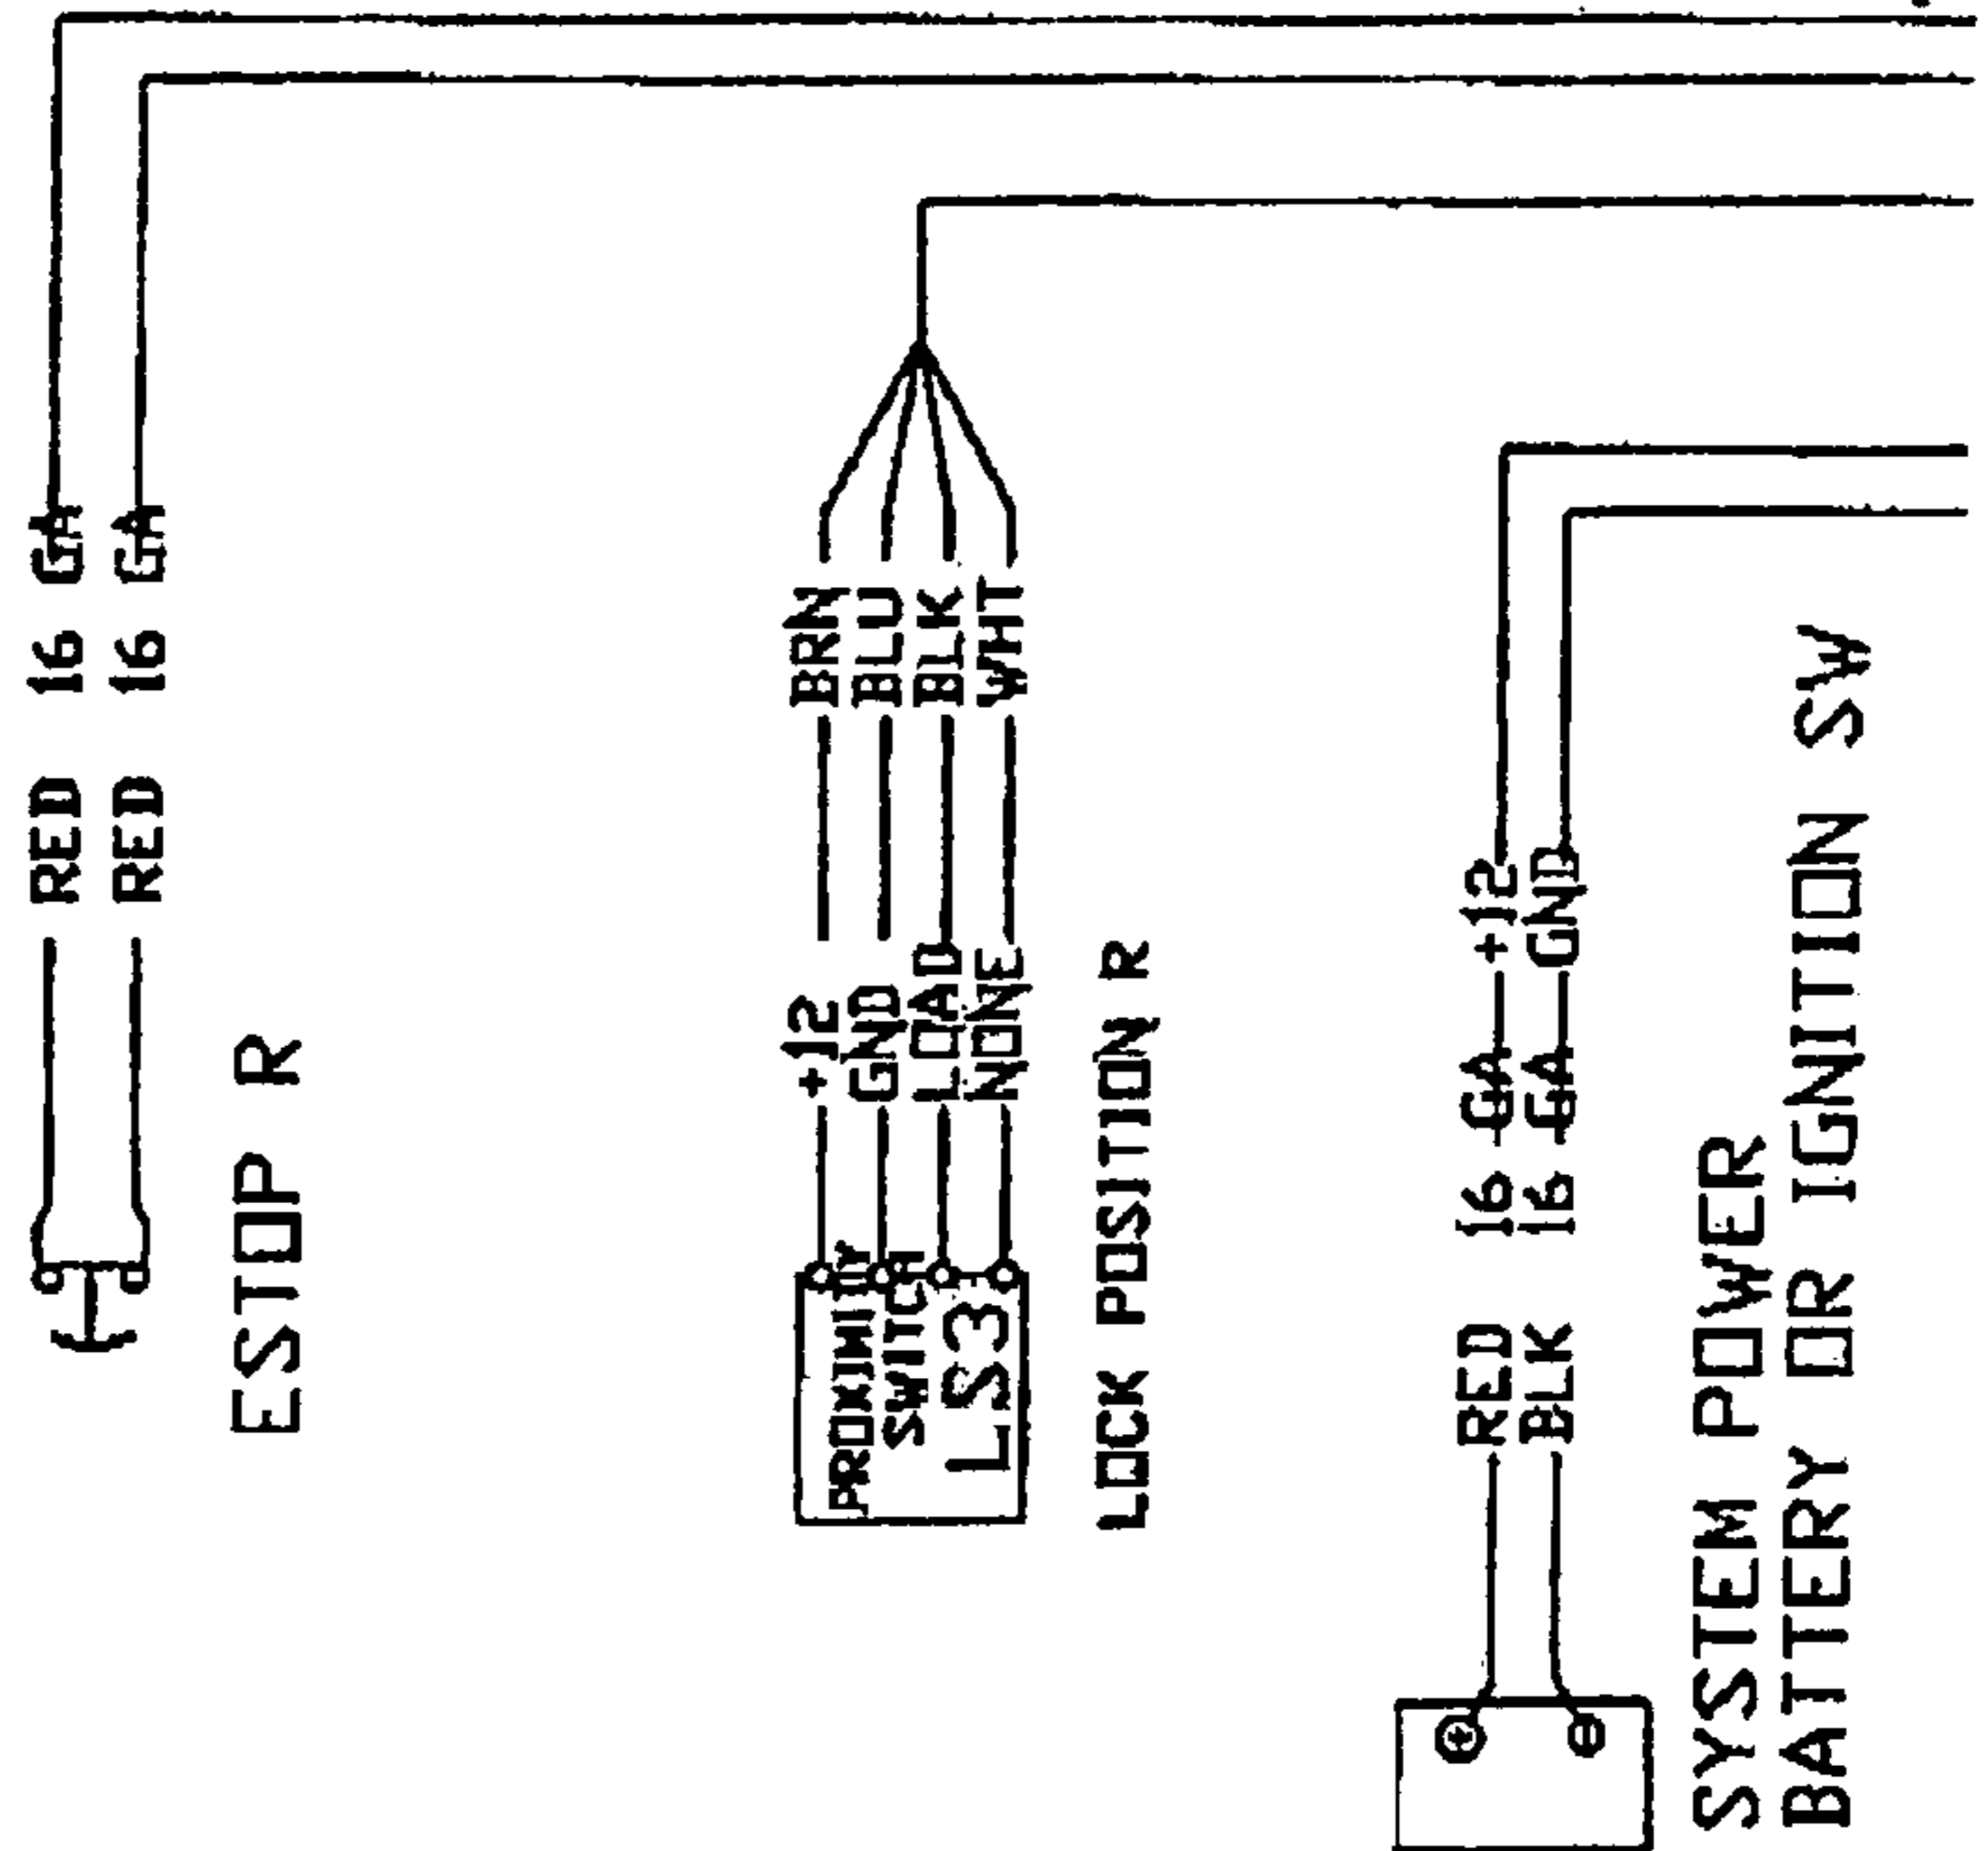 RED 16 GA
RED 16 GA
ESTOP R
+12 BRN
GND BLU
LOAD BLK
NONE WHT
PROXIMITY
SWITCH
LS3
LOCK POSITION R
RED 16 GA +12
BLK 16 GA GND
SYSTEM POWER
BATTERY OR IGNITION SW